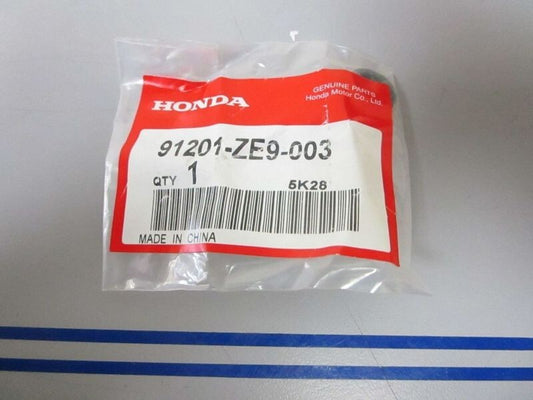 GENUINE PARTS
Honda Motor Co., Ltd.
HONDA
91201-ZE9-003
QTY 1
5K28
MADE IN CHINA